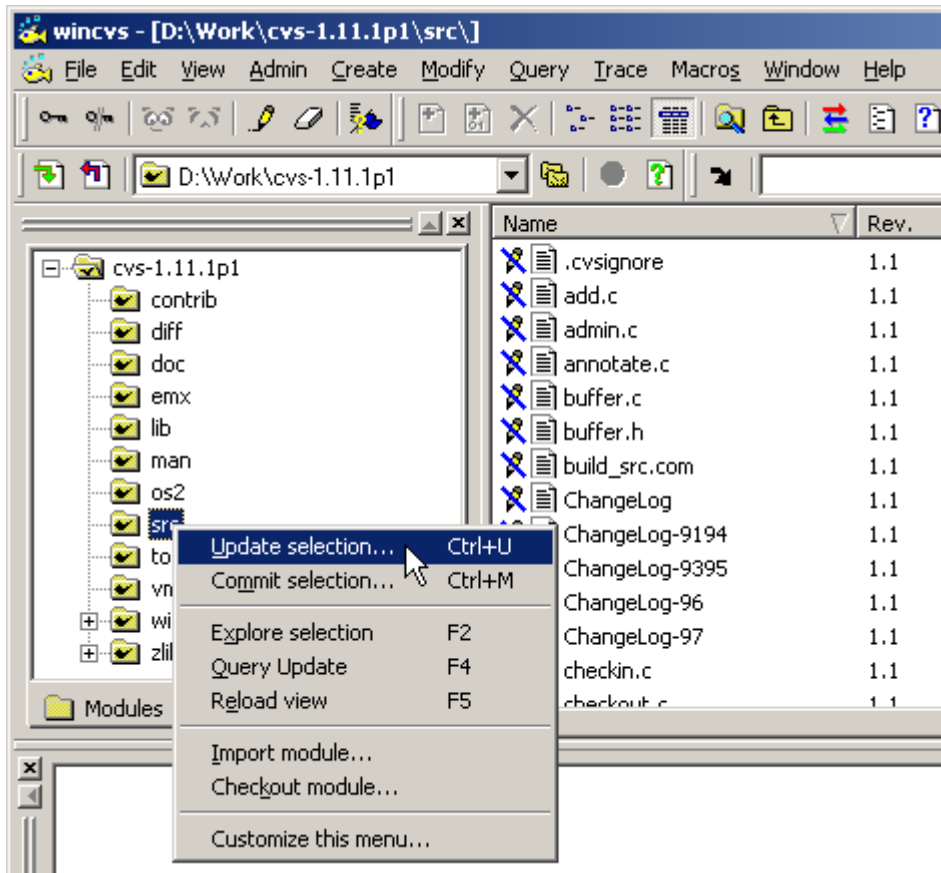 wincvs - [D:\Work\cvs-1.11.1p1\src\]
File Edit View Admin Create Modify Query Trace Macros Window Help
D:\Work\cvs-1.11.1p1
Name Rev.
cvs-1.11.1p1
contrib
diff
doc
emx
lib
man
os2
src
Modules
.cvsignore 1.1
add.c 1.1
admin.c 1.1
annotate.c 1.1
buffer.c 1.1
buffer.h 1.1
build_src.com 1.1
ChangeLog 1.1
ChangeLog-9194 1.1
ChangeLog-9395 1.1
ChangeLog-96 1.1
ChangeLog-97 1.1
checkin.c 1.1
checkout.c 1.1
Update selection... Ctrl+U
Commit selection... Ctrl+M
Explore selection F2
Query Update F4
Reload view F5
Import module...
Checkout module...
Customize this menu...